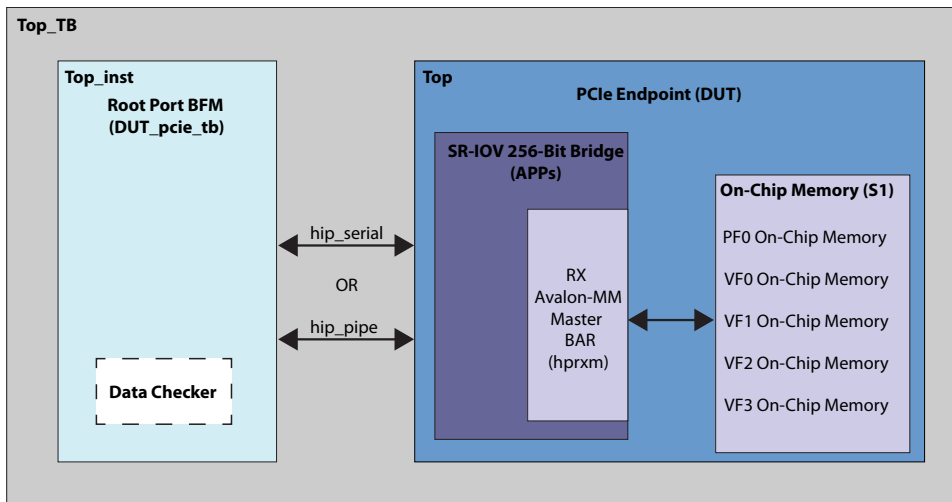 Top_TB
Top_inst
Root Port BFM
(DUT_pcie_tb)
Data Checker
hip_serial
OR
hip_pipe
Top
PCIe Endpoint (DUT)
SR-IOV 256-Bit Bridge
(APPs)
RX
Avalon-MM
Master
BAR
(hprxm)
On-Chip Memory (S1)
PF0 On-Chip Memory
VF0 On-Chip Memory
VF1 On-Chip Memory
VF2 On-Chip Memory
VF3 On-Chip Memory